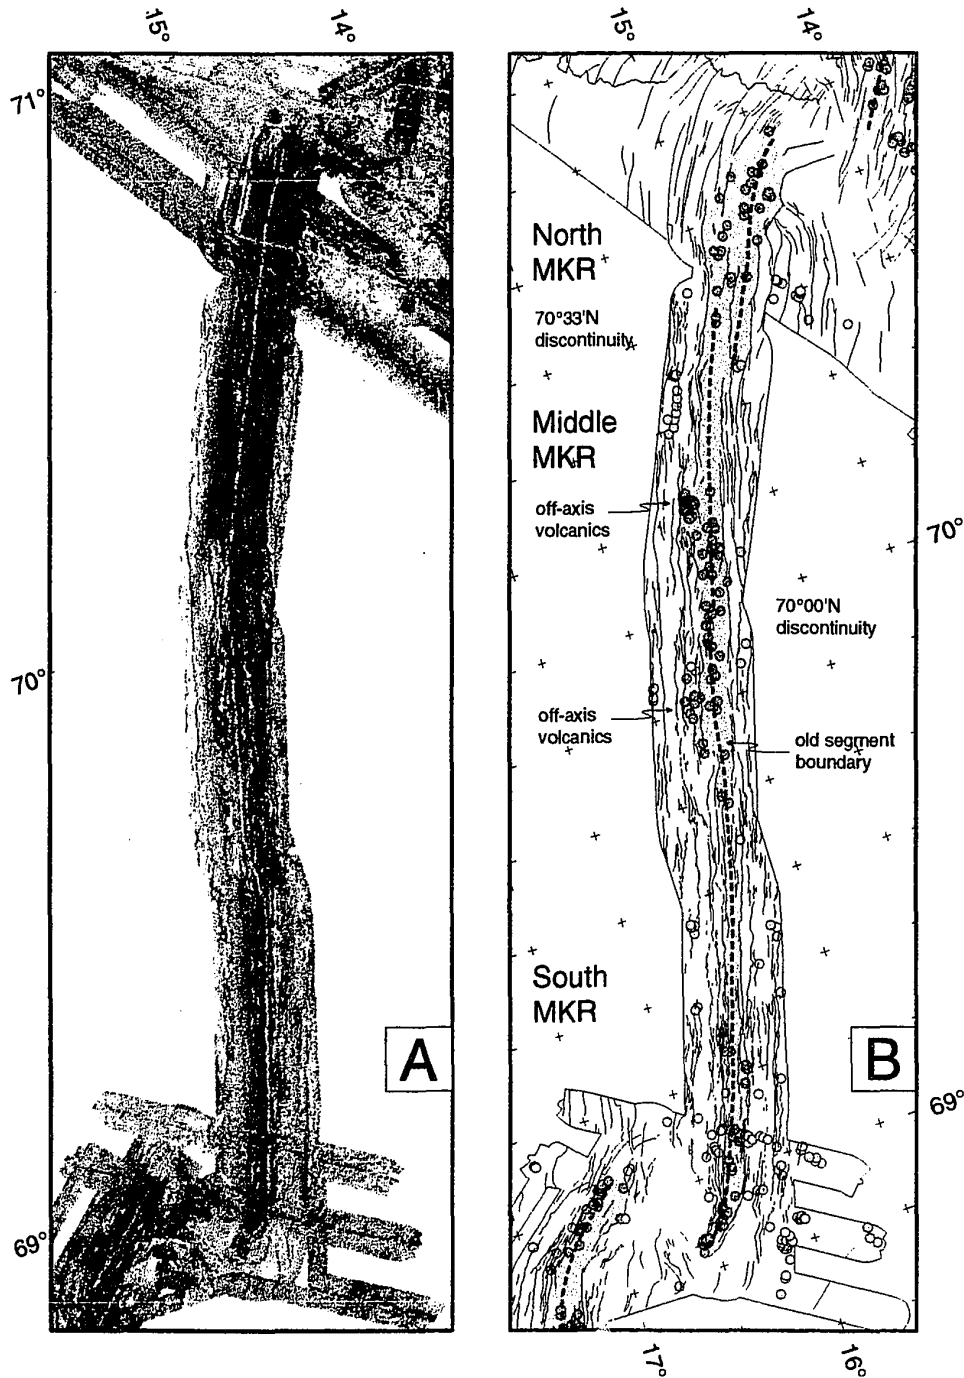 15°
14°
15°
14°
71°
North
MKR
70°33'N
discontinuity
Middle
MKR
off-axis
volcanics
70°
70°00'N
discontinuity
70°
off-axis
volcanics
old segment
boundary
South
MKR
A
B
69°
69°
17°
16°